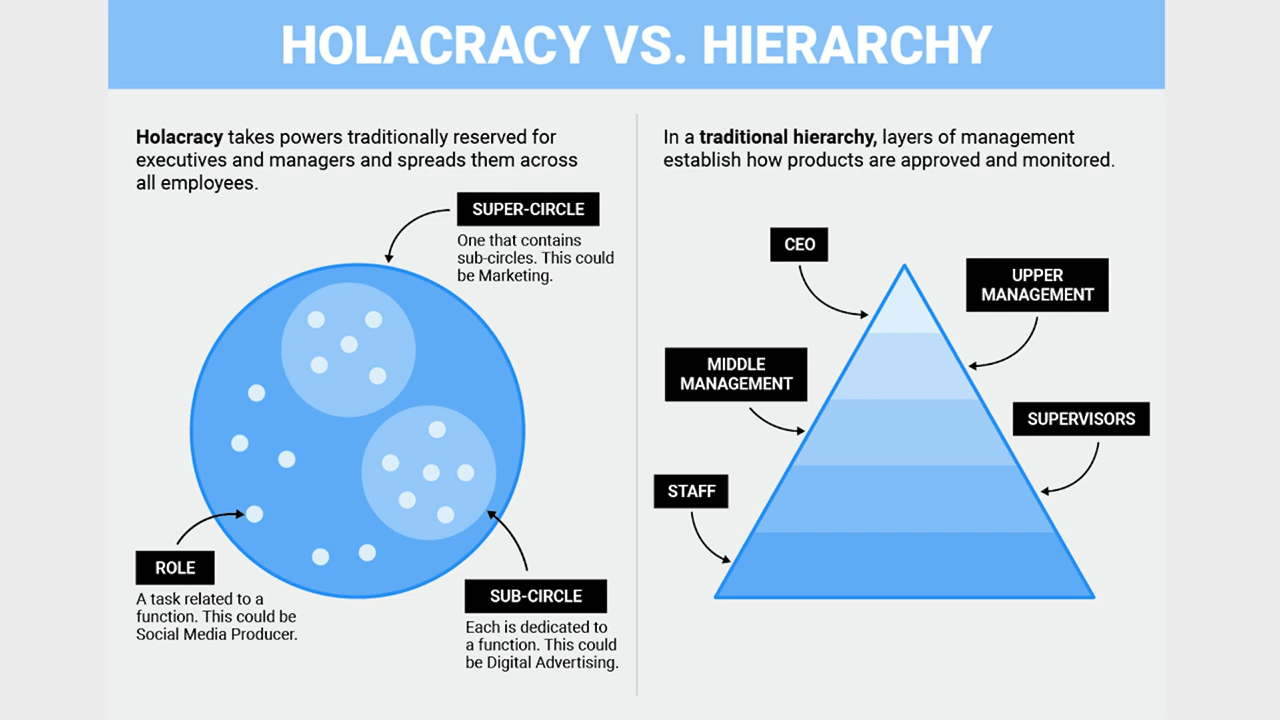 HOLACRACY VS. HIERARCHY
Holacracy takes powers traditionally reserved for
executives and managers and spreads them across
all employees.
SUPER-CIRCLE
One that contains
sub-circles. This could
be Marketing.
ROLE
A task related to a
function. This could be
Social Media Producer.
SUB-CIRCLE
Each is dedicated to
a function. This could
be Digital Advertising.
In a traditional hierarchy, layers of management
establish how products are approved and monitored.
CEO
UPPER
MANAGEMENT
MIDDLE
MANAGEMENT
SUPERVISORS
STAFF